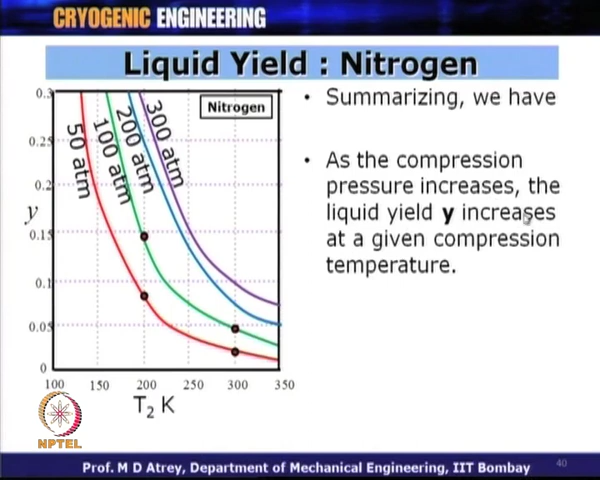 CRYOGENIC ENGINEERING
Liquid Yield : Nitrogen
0.3
0.25
0.2
y
0.15
0.1
0.05
0
50 atm
100 atm
200 atm
300 atm
Nitrogen
100 150 200 250 300 350
T2 K
• Summarizing, we have
• As the compression
pressure increases, the
liquid yield y increases
at a given compression
temperature.
NPTEL
Prof. M D Atrey, Department of Mechanical Engineering, IIT Bombay
40